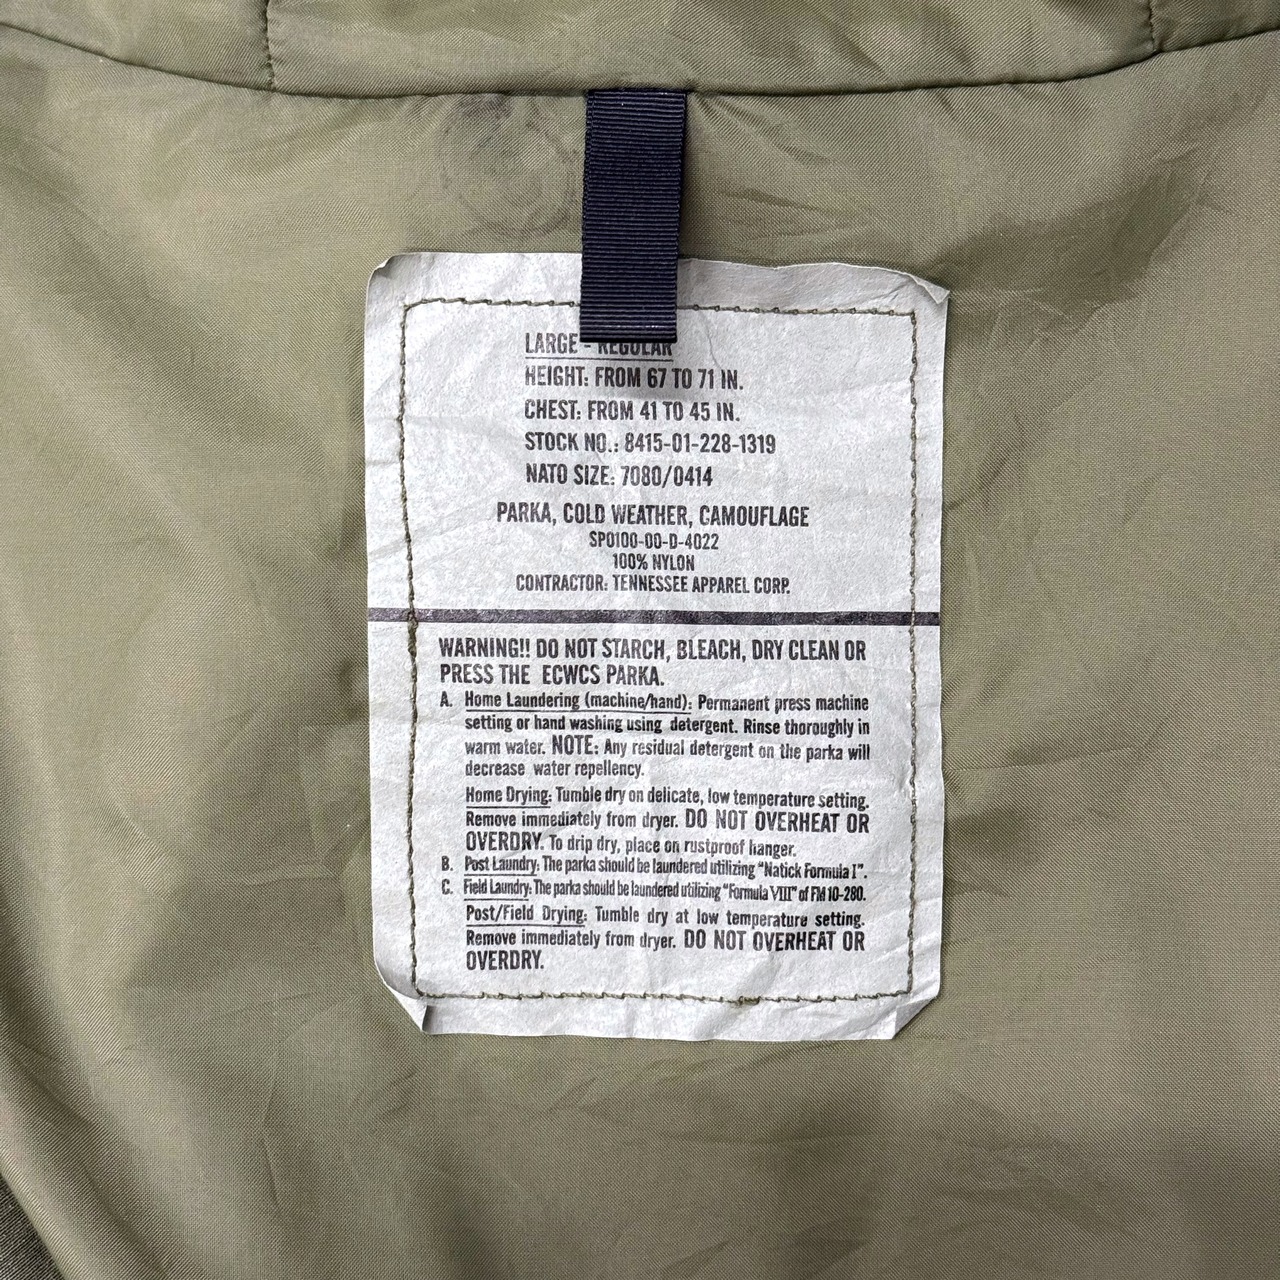 LARGE - REGULAR
HEIGHT: FROM 67 TO 71 IN.
CHEST: FROM 41 TO 45 IN.
STOCK NO.: 8415-01-228-1319
NATO SIZE: 7080/0414
PARKA, COLD WEATHER, CAMOUFLAGE
SPO100-00-D-4022
100% NYLON
CONTRACTOR: TENNESSEE APPAREL CORP.
WARNING!! DO NOT STARCH, BLEACH, DRY CLEAN OR
PRESS THE ECWCS PARKA.
A. Home Laundering (machine/hand): Permanent press machine
setting or hand washing using detergent. Rinse thoroughly in
warm water. NOTE: Any residual detergent on the parka will
decrease water repellency.
Home Drying: Tumble dry on delicate, low temperature setting.
Remove immediately from dryer. DO NOT OVERHEAT OR
OVERDRY. To drip dry, place on rustproof hanger.
B. Post Laundry: The parka should be laundered utilizing "Natick Formula I".
C. Field Laundry: The parka should be laundered utilizing "Formula VIII" of FM 10-280.
Post/Field Drying: Tumble dry at low temperature setting.
Remove immediately from dryer. DO NOT OVERHEAT OR
OVERDRY.